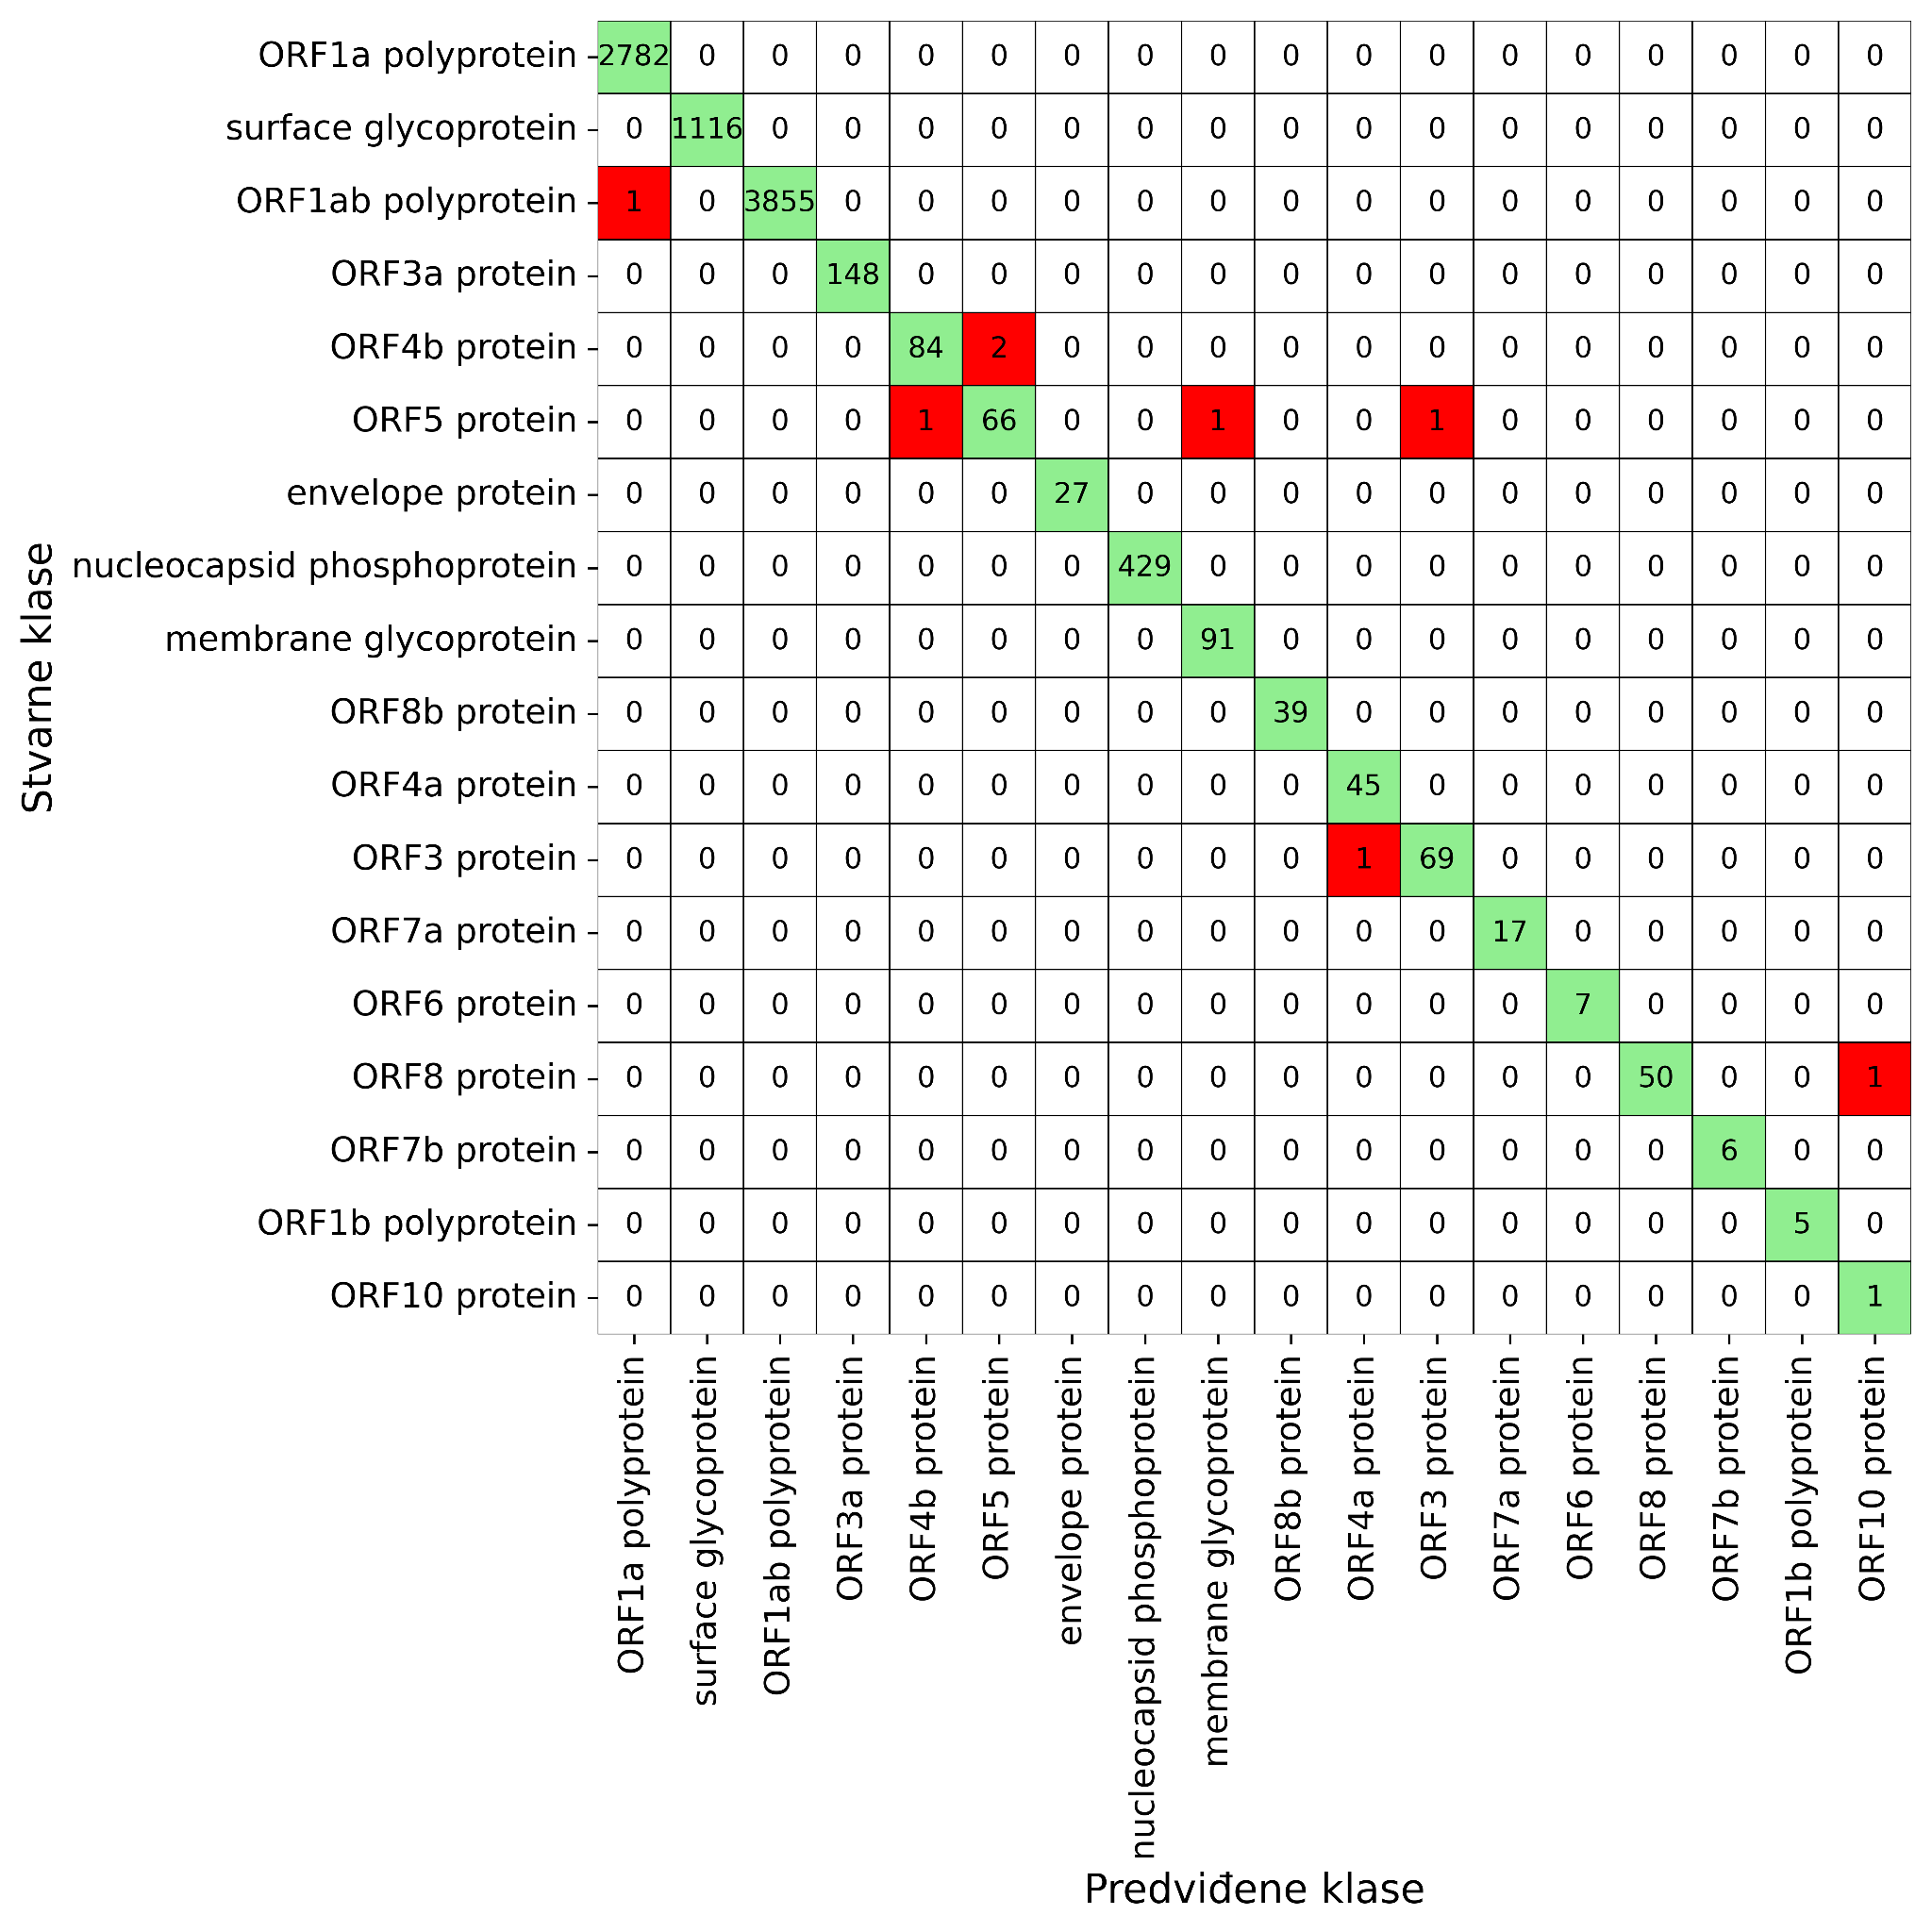 ORF1a polyprotein 2782 0 0 0 0 0 0 0 0 0 0 0 0 0 0 0 0 0
surface glycoprotein 0 1116 0 0 0 0 0 0 0 0 0 0 0 0 0 0 0 0
ORF1ab polyprotein 1 0 3855 0 0 0 0 0 0 0 0 0 0 0 0 0 0 0
ORF3a protein 0 0 0 148 0 0 0 0 0 0 0 0 0 0 0 0 0 0
ORF4b protein 0 0 0 0 84 2 0 0 0 0 0 0 0 0 0 0 0 0
ORF5 protein 0 0 0 0 1 66 0 0 1 0 0 1 0 0 0 0 0 0
envelope protein 0 0 0 0 0 0 27 0 0 0 0 0 0 0 0 0 0 0
nucleocapsid phosphoprotein 0 0 0 0 0 0 0 429 0 0 0 0 0 0 0 0 0 0
membrane glycoprotein 0 0 0 0 0 0 0 0 91 0 0 0 0 0 0 0 0 0
ORF8b protein 0 0 0 0 0 0 0 0 0 39 0 0 0 0 0 0 0 0
ORF4a protein 0 0 0 0 0 0 0 0 0 0 45 0 0 0 0 0 0 0
ORF3 protein 0 0 0 0 0 0 0 0 0 0 1 69 0 0 0 0 0 0
ORF7a protein 0 0 0 0 0 0 0 0 0 0 0 0 17 0 0 0 0 0
ORF6 protein 0 0 0 0 0 0 0 0 0 0 0 0 0 7 0 0 0 0
ORF8 protein 0 0 0 0 0 0 0 0 0 0 0 0 0 0 50 0 0 1
ORF7b protein 0 0 0 0 0 0 0 0 0 0 0 0 0 0 0 6 0 0
ORF1b polyprotein 0 0 0 0 0 0 0 0 0 0 0 0 0 0 0 0 5 0
ORF10 protein 0 0 0 0 0 0 0 0 0 0 0 0 0 0 0 0 0 1
Stvarne klase
ORF1a polyprotein
surface glycoprotein
ORF1ab polyprotein
ORF3a protein
ORF4b protein
ORF5 protein
envelope protein
nucleocapsid phosphoprotein
membrane glycoprotein
ORF8b protein
ORF4a protein
ORF3 protein
ORF7a protein
ORF6 protein
ORF8 protein
ORF7b protein
ORF1b polyprotein
ORF10 protein
Predviđene klase